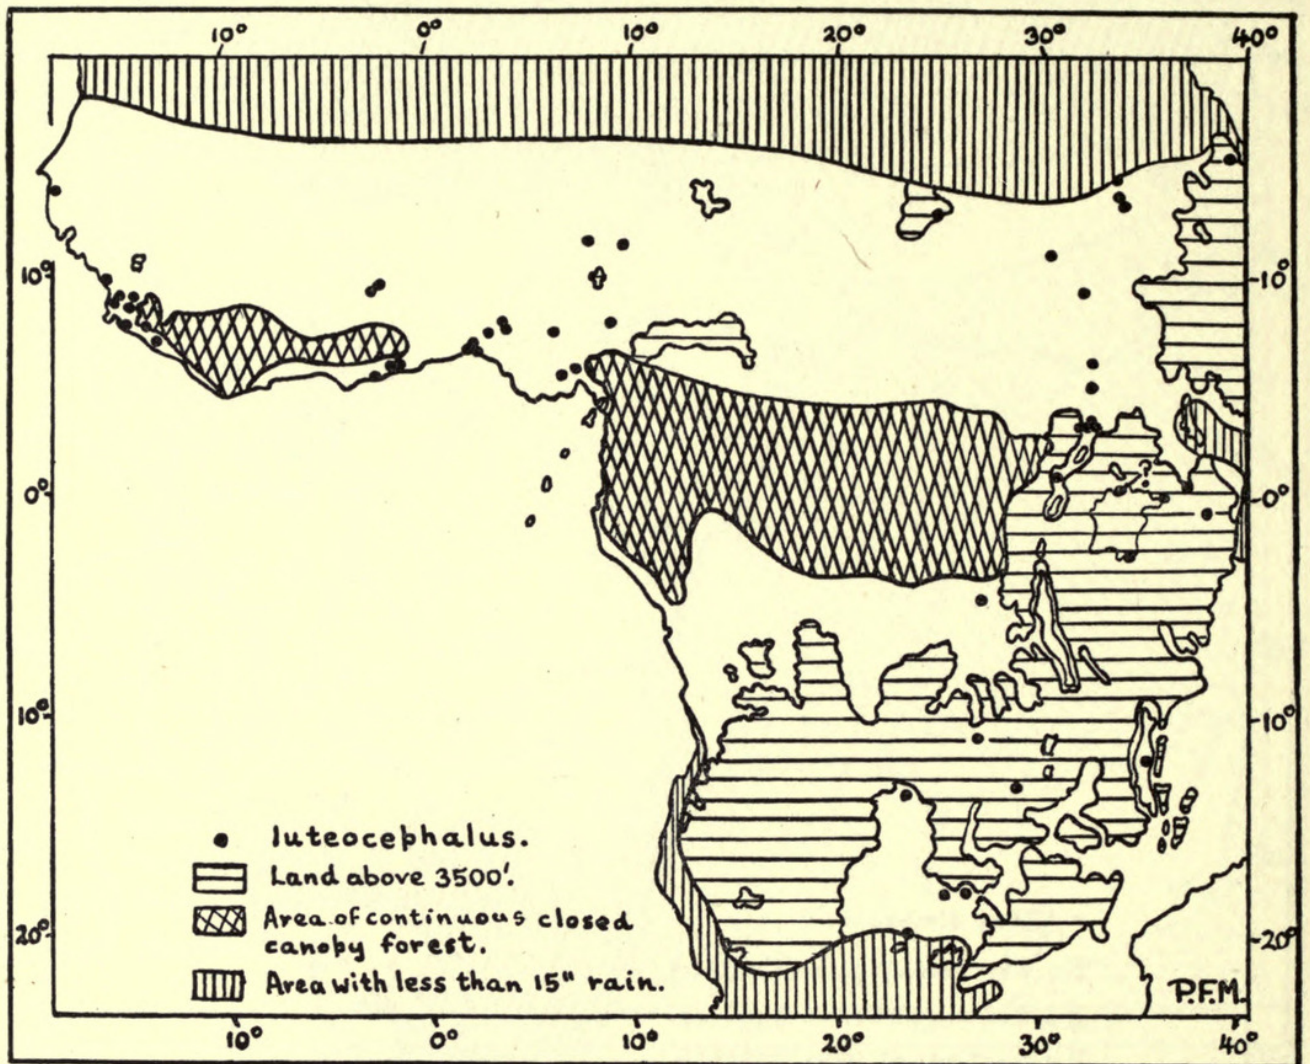 10° 0° 10° 20° 30° 40°
10° 10°
0° 0°
?
10° 10°
luteocephalus.
Land above 3500'.
Area of continuous closed
canopy forest.
20° 20°
Area with less than 15" rain.
P.F.M.
10° 0° 10° 20° 30° 40°